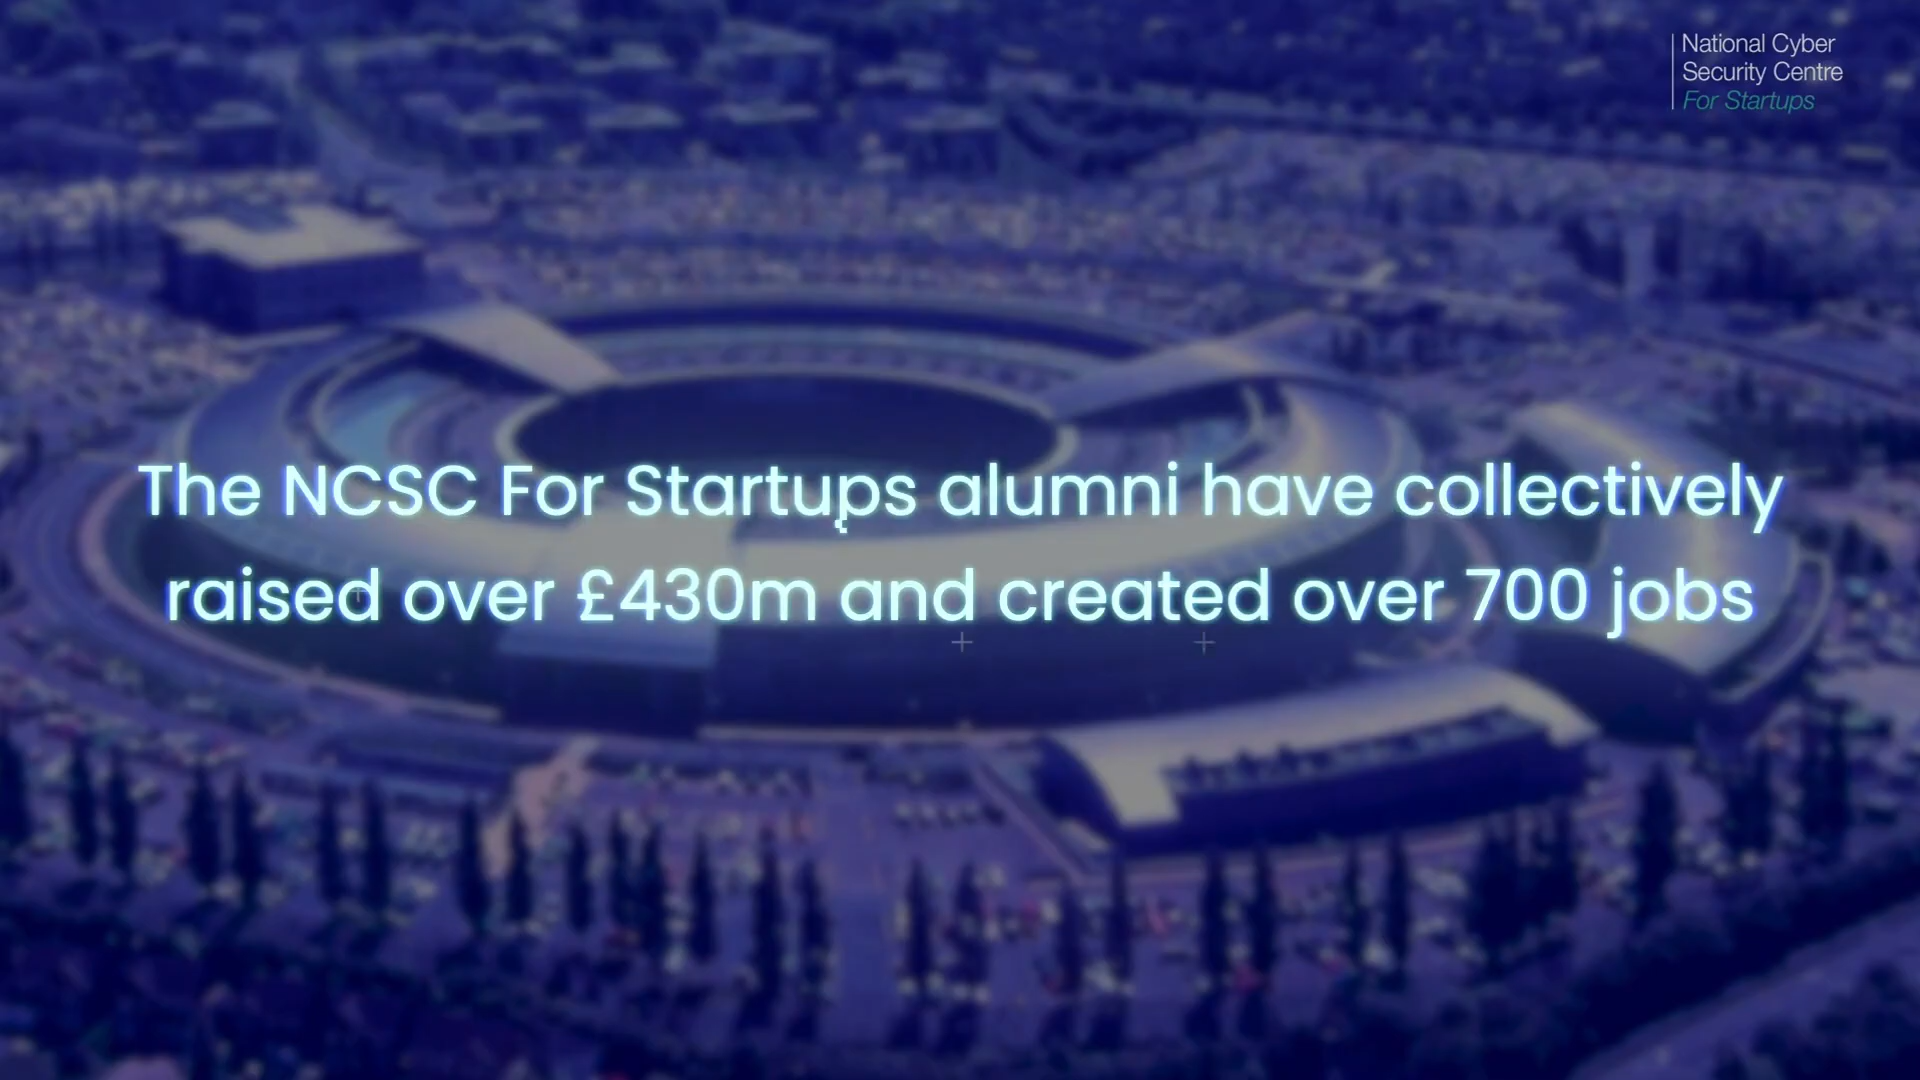 National Cyber
Security Centre
For Startups
The NCSC For Startups alumni have collectively
raised over £430m and created over 700 jobs